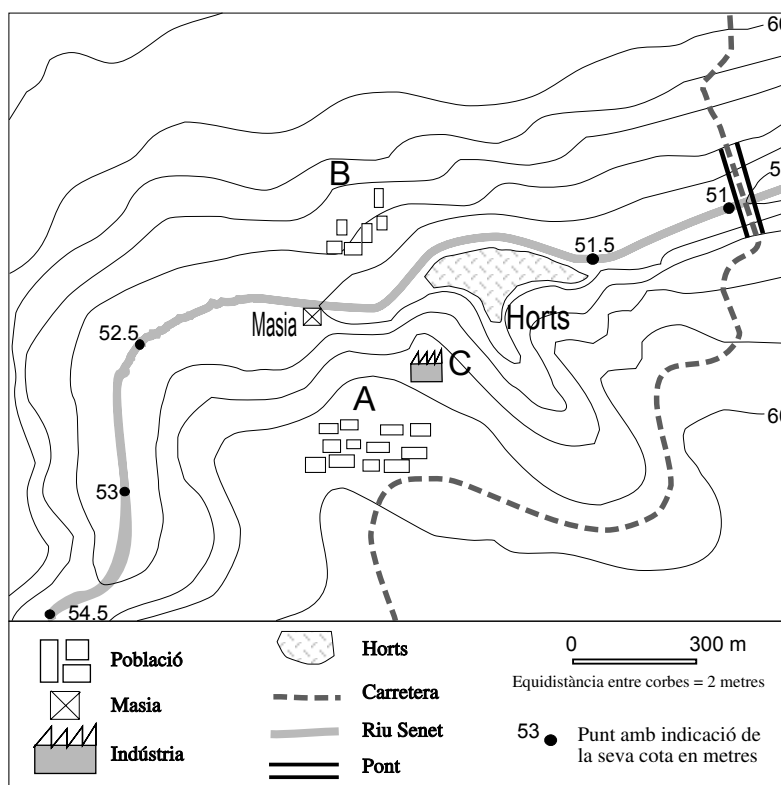 60
B
51
5
51.5
52.5
Masia
Horts
C
A
60
53
54.5
Població
Masia
Indústria
Horts
Carretera
Riu Senet
Pont
0 300 m
Equidistància entre corbes = 2 metres
53 Punt amb indicació de
la seva cota en metres